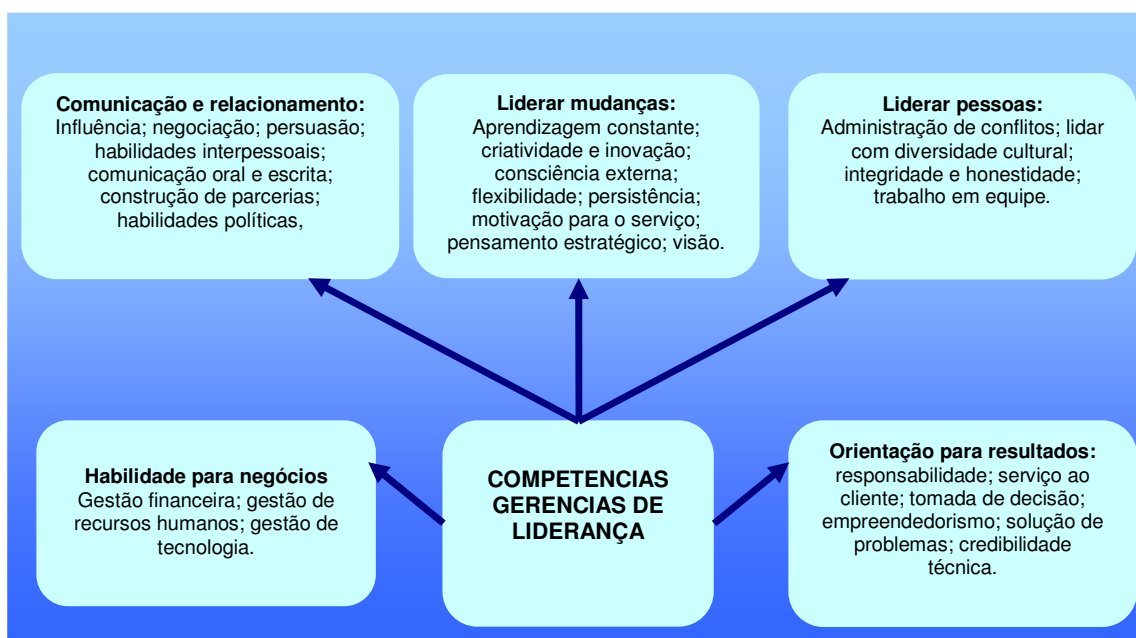 Comunicação e relacionamento:
Influência; negociação; persuasão;
habilidades interpessoais;
comunicação oral e escrita;
construção de parcerias;
habilidades políticas,
Liderar mudanças:
Aprendizagem constante;
criatividade e inovação;
consciência externa;
flexibilidade; persistência;
motivação para o serviço;
pensamento estratégico; visão.
Liderar pessoas:
Administração de conflitos; lidar
com diversidade cultural;
integridade e honestidade;
trabalho em equipe.
Habilidade para negócios
Gestão financeira; gestão de
recursos humanos; gestão de
tecnologia.
COMPETENCIAS
GERENCIAS DE
LIDERANÇA
Orientação para resultados:
responsabilidade; serviço ao
cliente; tomada de decisão;
empreendedorismo; solução de
problemas; credibilidade
técnica.